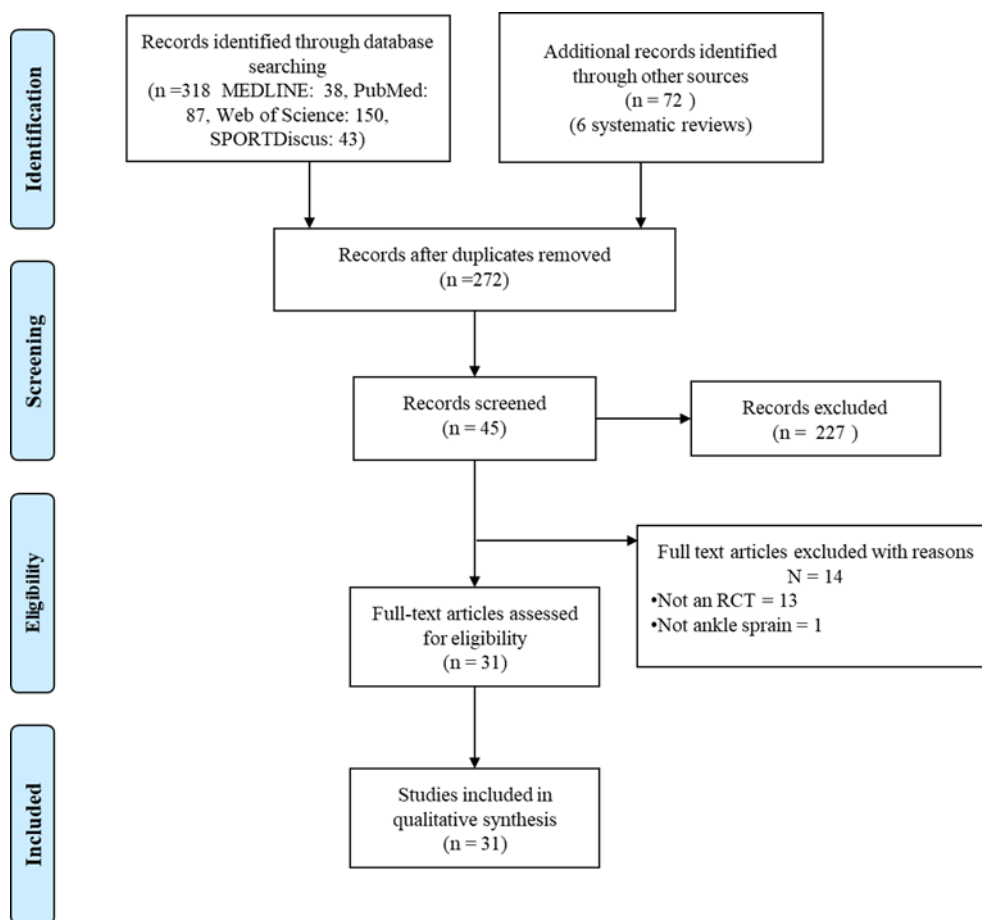 Identification
Records identified through database
searching
(n =318 MEDLINE: 38, PubMed:
87, Web of Science: 150,
SPORTDiscus: 43)
Additional records identified
through other sources
(n = 72 )
(6 systematic reviews)
Records after duplicates removed
(n =272)
Screening
Records screened
(n = 45)
Records excluded
(n = 227 )
Eligibility
Full text articles excluded with reasons
N = 14
•Not an RCT = 13
•Not ankle sprain = 1
Full-text articles assessed
for eligibility
(n = 31)
Included
Studies included in
qualitative synthesis
(n = 31)